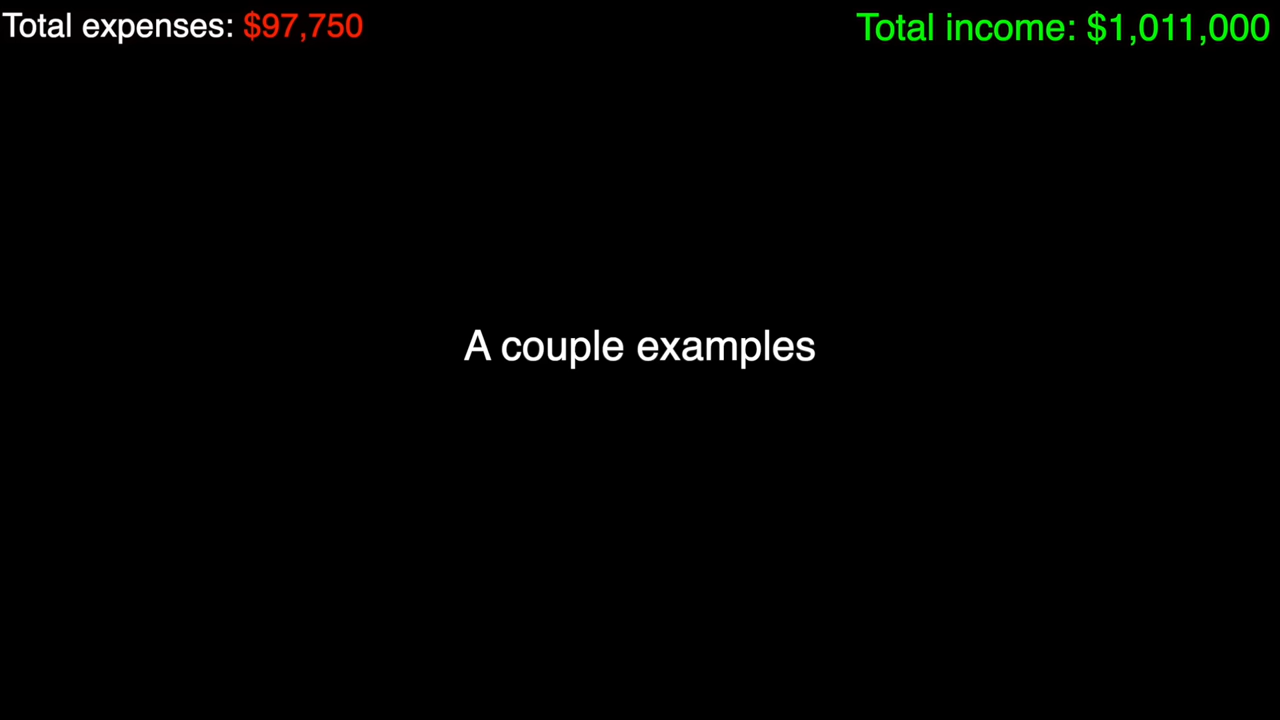 Total expenses: $97,750
Total income: $1,011,000
A couple examples